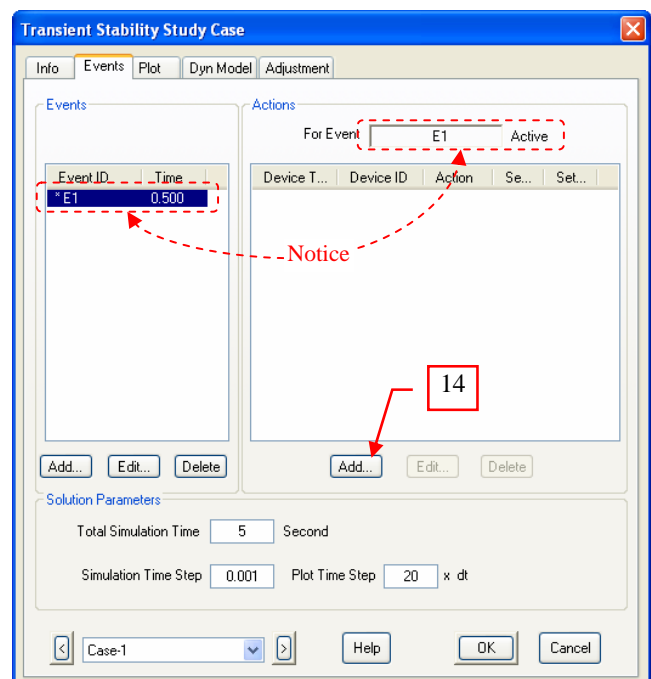 Transient Stability Study Case
Info Events Plot Dyn Model Adjustment
Events
Actions
For Event E1 Active
Event ID Time
* E1 0.500
Device T... Device ID Action Se... Set...
Notice
14
Add... Edit... Delete
Add... Edit... Delete
Solution Parameters
Total Simulation Time 5 Second
Simulation Time Step 0.001 Plot Time Step 20 x dt
< Case-1 > Help OK Cancel